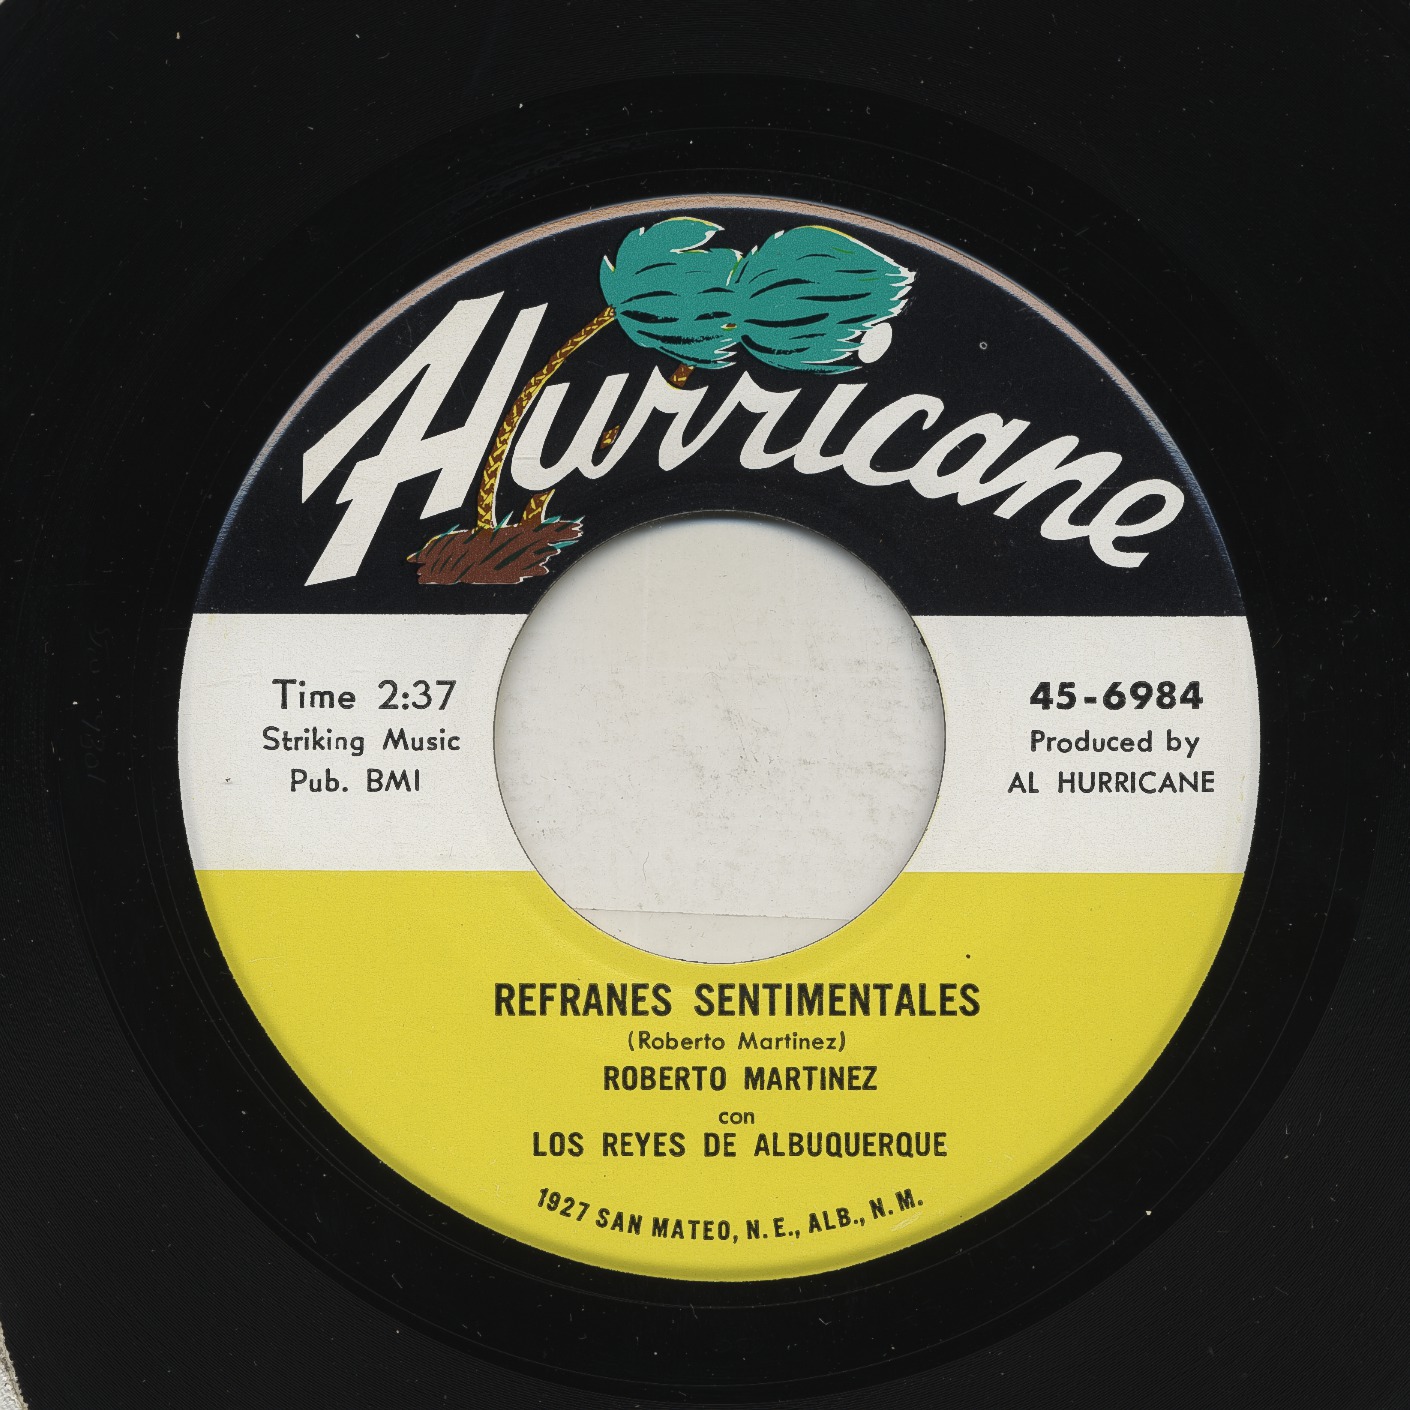 Hurricane
Time 2:37
Striking Music
Pub. BMI
45-6984
Produced by
AL HURRICANE
REFRANES SENTIMENTALES
(Roberto Martinez)
ROBERTO MARTINEZ
con
LOS REYES DE ALBUQUERQUE
1927 SAN MATEO, N.E., ALB., N.M.